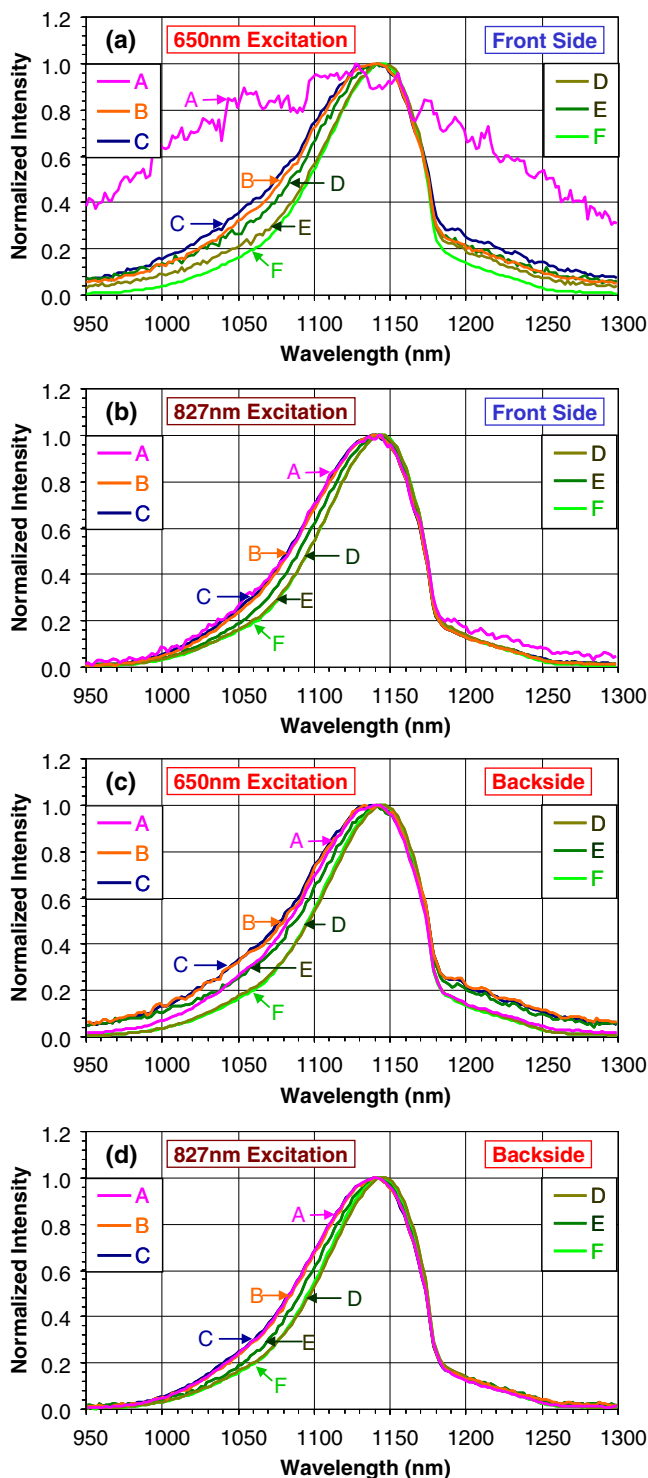 (a) 650nm Excitation Front Side
1.2
1.0
0.8
0.6
0.4
0.2
0.0
Normalized Intensity
A
B
C
D
E
F
A
B
C
D
E
F
950 1000 1050 1100 1150 1200 1250 1300
Wavelength (nm)
(b) 827nm Excitation Front Side
1.2
1.0
0.8
0.6
0.4
0.2
0.0
Normalized Intensity
A
B
C
D
E
F
A
B
C
D
E
F
950 1000 1050 1100 1150 1200 1250 1300
Wavelength (nm)
(c) 650nm Excitation Backside
1.2
1.0
0.8
0.6
0.4
0.2
0.0
Normalized Intensity
A
B
C
D
E
F
A
B
C
D
E
F
950 1000 1050 1100 1150 1200 1250 1300
Wavelength (nm)
(d) 827nm Excitation Backside
1.2
1.0
0.8
0.6
0.4
0.2
0.0
Normalized Intensity
A
B
C
D
E
F
A
B
C
D
E
F
950 1000 1050 1100 1150 1200 1250 1300
Wavelength (nm)